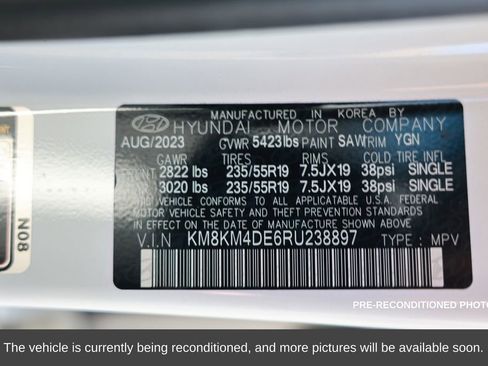 MANUFACTURED IN KOREA BY
HYUNDAI MOTOR COMPANY
AUG/2023 GVWR 5423lbs PAINT SAW TRIM YGN
GAWR TIRES RIMS COLD TIRE INFL
FRONT 2822 lbs 235/55R19 7.5JX19 38psi SINGLE
3020 lbs 235/55R19 7.5JX19 38psi SINGLE
THIS VEHICLE CONFORMS TO ALL APPLICABLE U.S.A. FEDERAL
MOTOR VEHICLE SAFETY AND THEFT PREVENTION STANDARDS
IN EFFECT ON THE DATE OF MANUFACTURE SHOWN ABOVE
V.I.N KM8KM4DE6RU238897 TYPE : MPV
N08
PRE-RECONDITIONED PHOTO
The vehicle is currently being reconditioned, and more pictures will be available soon.